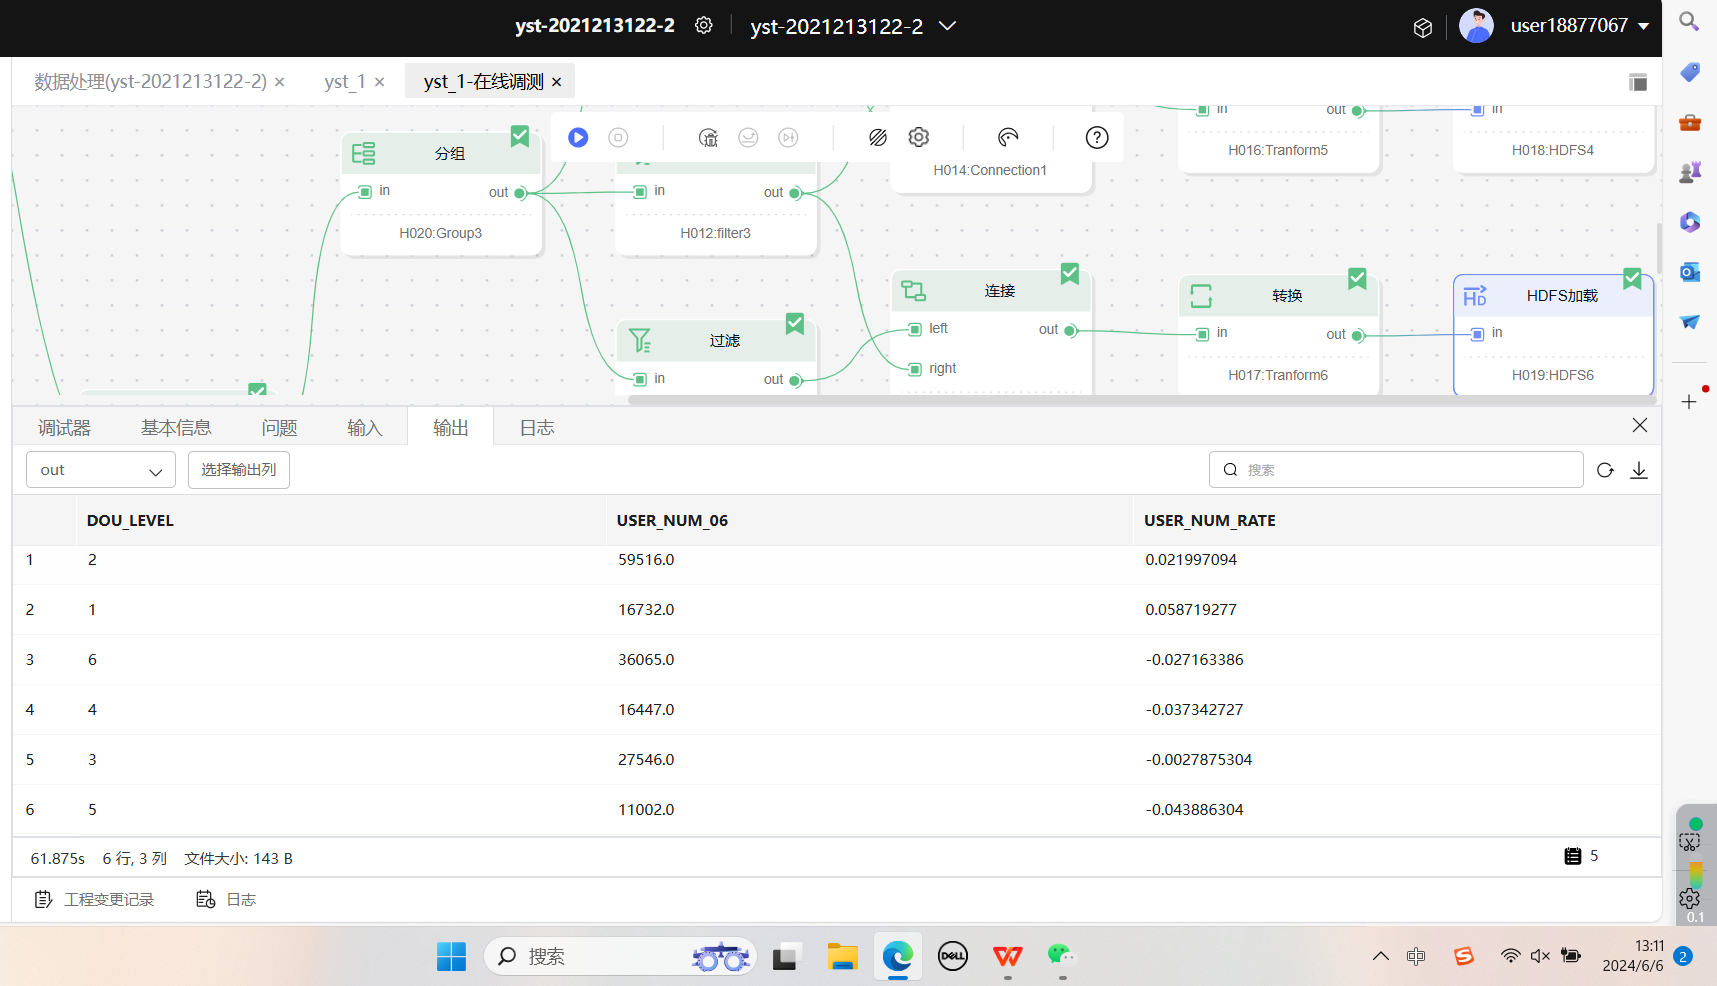 yst-2021213122-2 yst-2021213122-2 user18877067
数据处理(yst-2021213122-2) × yst_1 × yst_1-在线调测 ×
分组
in out
H020:Group3
in out
H012:filter3
H014:Connection1
in out
H016:Tranform5
in
H018:HDFS4
过滤
in out
连接
left out
right
转换
in out
H017:Tranform6
HD
HDFS加载
in
H019:HDFS6
调试器 基本信息 问题 输入 输出 日志
out 选择输出列 搜索
DOU_LEVEL USER_NUM_06 USER_NUM_RATE
1 2 59516.0 0.021997094
2 1 16732.0 0.058719277
3 6 36065.0 -0.027163386
4 4 16447.0 -0.037342727
5 3 27546.0 -0.0027875304
6 5 11002.0 -0.043886304
61.875s 6 行, 3 列 文件大小: 143 B 5
工程变更记录 日志
0.1
搜索 DELL 中 13:11
2024/6/6 2